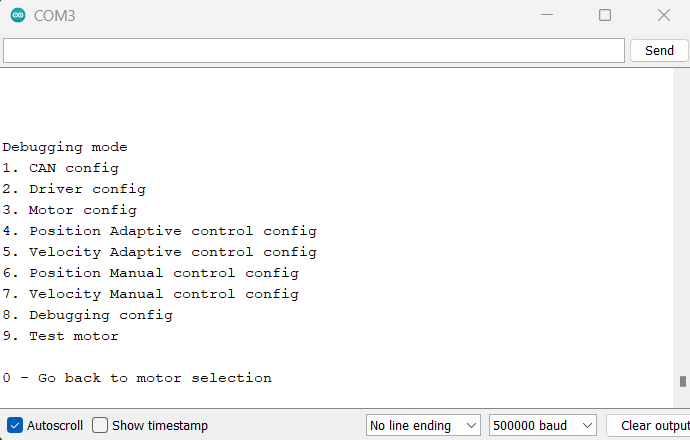 COM3
Send
Debugging mode
1. CAN config
2. Driver config
3. Motor config
4. Position Adaptive control config
5. Velocity Adaptive control config
6. Position Manual control config
7. Velocity Manual control config
8. Debugging config
9. Test motor
0 - Go back to motor selection
Autoscroll Show timestamp No line ending 500000 baud Clear output